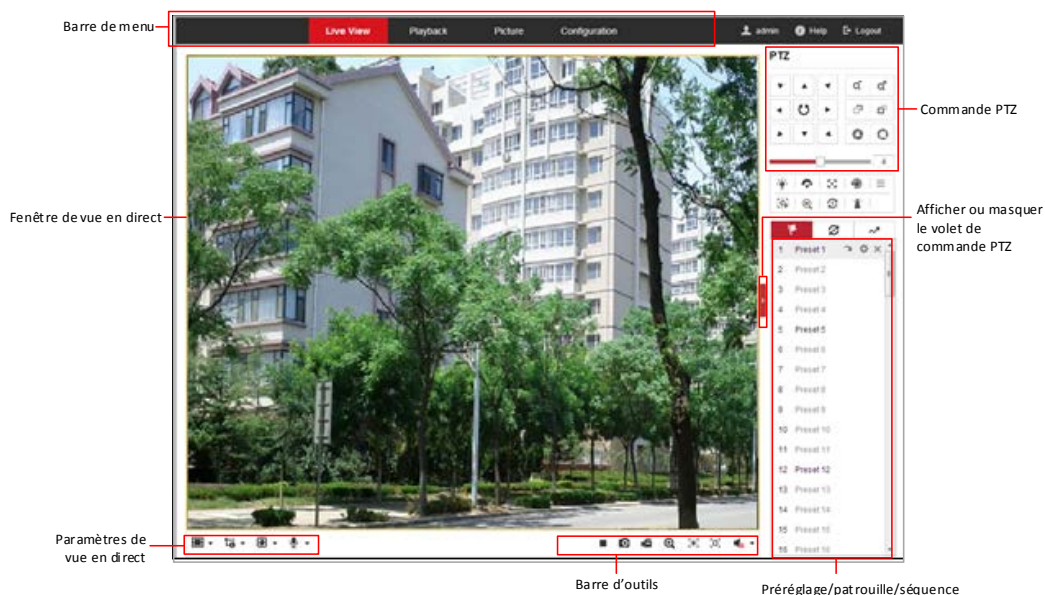 Barre de menu
Live View Playback Picture Configuration admin Help Logout
PTZ
Commande PTZ
Fenêtre de vue en direct
Afficher ou masquer
le volet de
commande PTZ
1 Preset 1
2 Preset 2
3 Preset 3
4 Preset 4
5 Preset 5
6 Preset 6
7 Preset 7
8 Preset 8
9 Preset 9
10 Preset 10
11 Preset 11
12 Preset 12
13 Preset 13
14 Preset 14
15 Preset 15
16 Preset 16
Paramètres de
vue en direct
Barre d’outils
Préréglage/patrouille/séquence